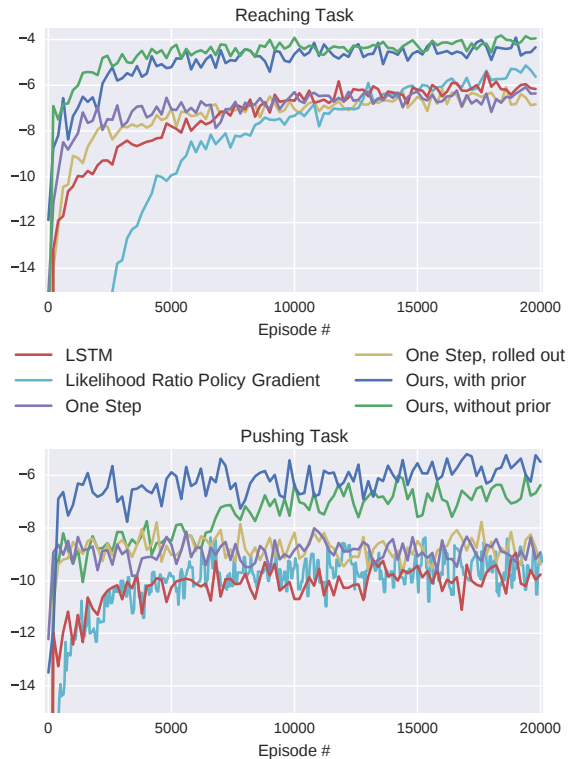 Reaching Task
−4
−6
−8
−10
−12
−14
0 5000 10000 15000 20000
Episode #
LSTM
Likelihood Ratio Policy Gradient
One Step
One Step, rolled out
Ours, with prior
Ours, without prior
Pushing Task
−6
−8
−10
−12
−14
0 5000 10000 15000 20000
Episode #